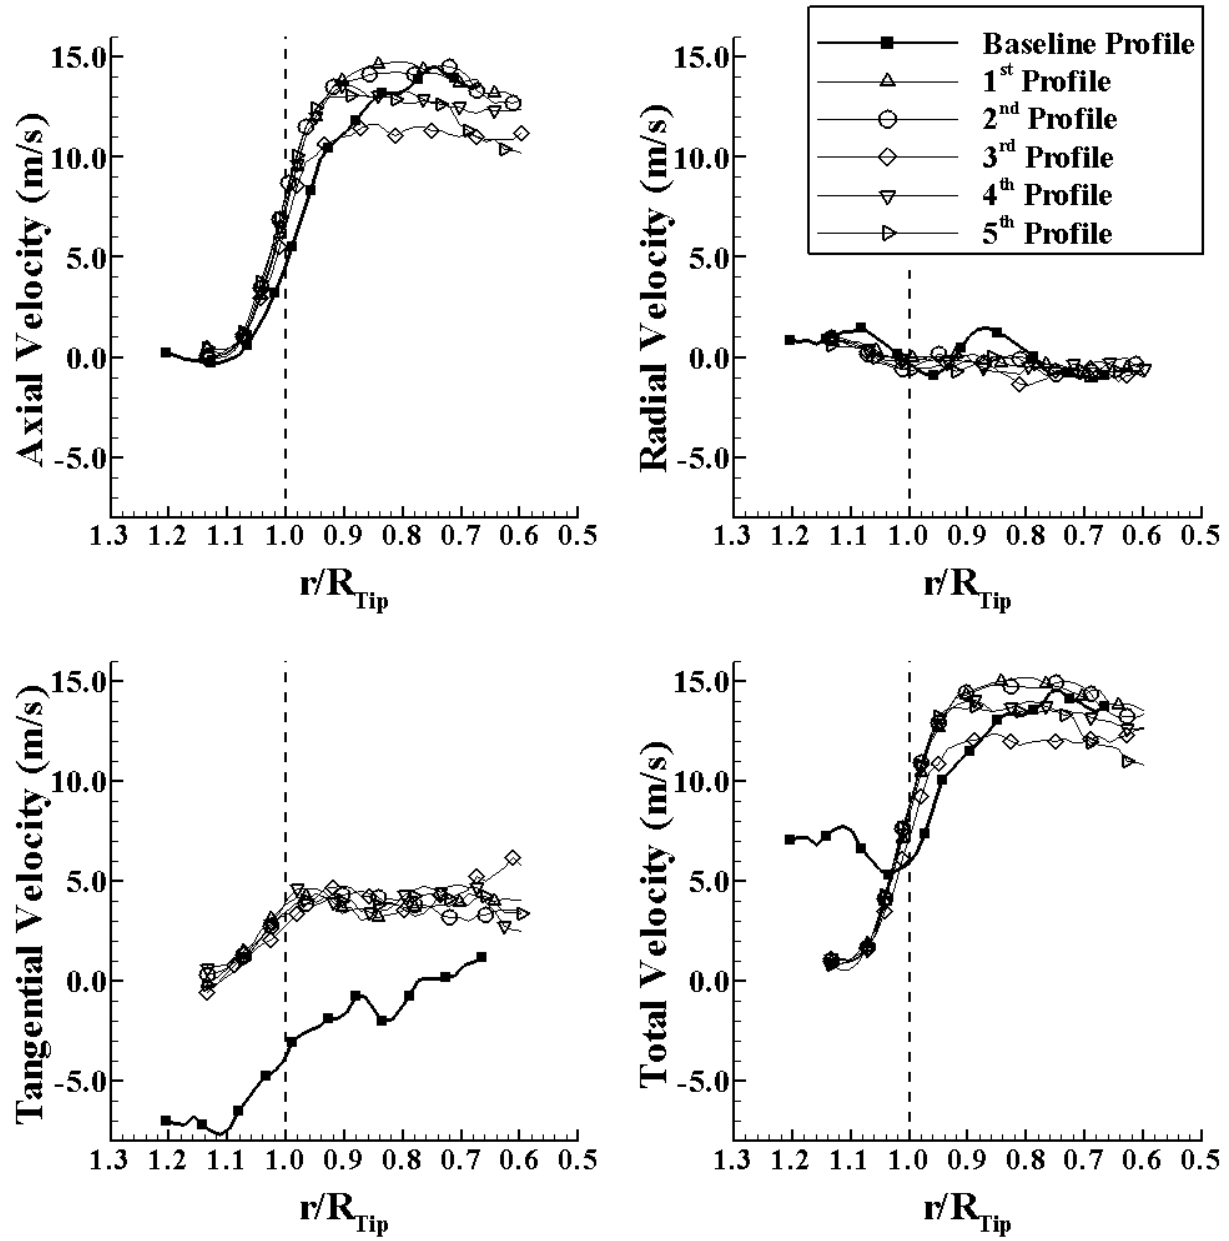 Axial Velocity (m/s)
15.0
10.0
5.0
0.0
-5.0
1.3 1.2 1.1 1.0 0.9 0.8 0.7 0.6 0.5
r/R_Tip
Radial Velocity (m/s)
15.0
10.0
5.0
0.0
-5.0
1.3 1.2 1.1 1.0 0.9 0.8 0.7 0.6 0.5
r/R_Tip
Baseline Profile
1st Profile
2nd Profile
3rd Profile
4th Profile
5th Profile
Tangential Velocity (m/s)
15.0
10.0
5.0
0.0
-5.0
1.3 1.2 1.1 1.0 0.9 0.8 0.7 0.6 0.5
r/R_Tip
Total Velocity (m/s)
15.0
10.0
5.0
0.0
-5.0
1.3 1.2 1.1 1.0 0.9 0.8 0.7 0.6 0.5
r/R_Tip